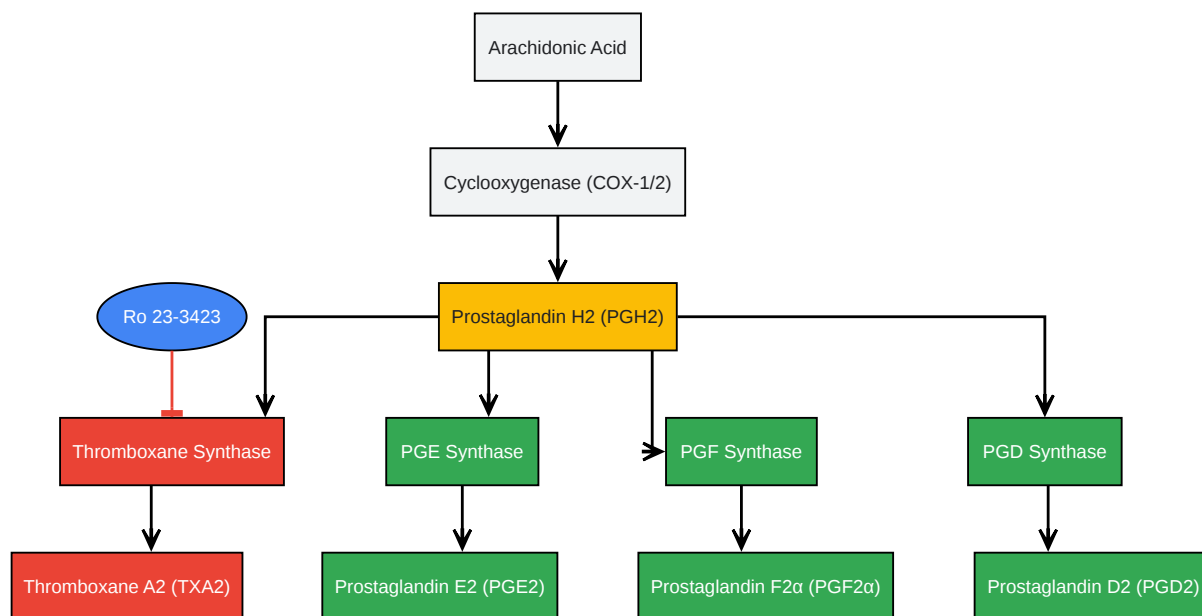 Arachidonic Acid
Cyclooxygenase (COX-1/2)
Ro 23-3423
Prostaglandin H2 (PGH2)
Thromboxane Synthase
PGE Synthase
PGF Synthase
PGD Synthase
Thromboxane A2 (TXA2)
Prostaglandin E2 (PGE2)
Prostaglandin F2α (PGF2α)
Prostaglandin D2 (PGD2)